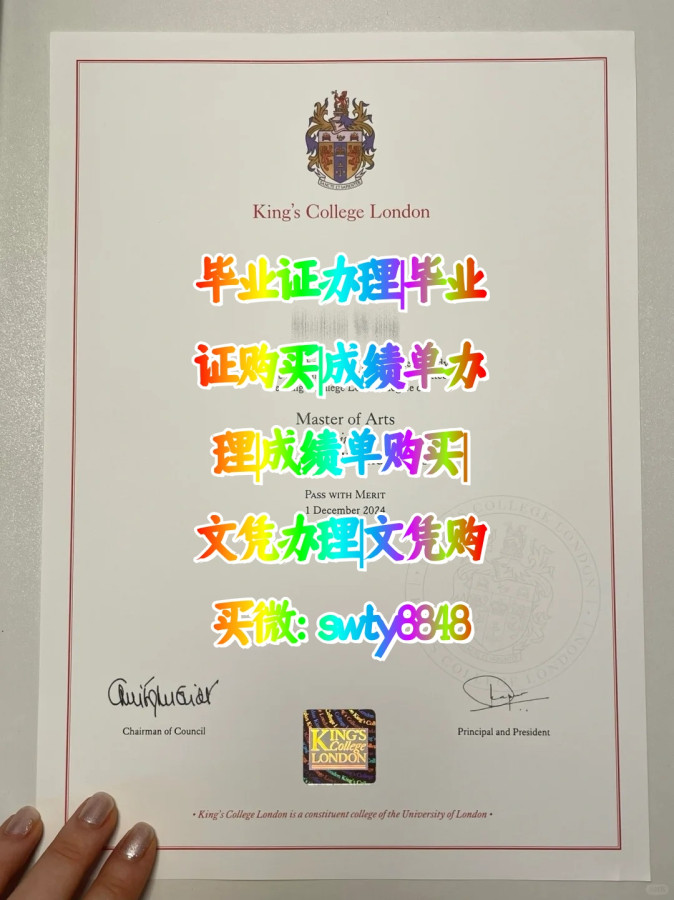 King's College London
毕业证办理|毕业
证购买|成绩单办
Master of Arts
理|成绩单购买|
PASS WITH MERIT
1 December 2024
文凭办理|文凭购
买微: ewty8848
Chairman of Council
Principal and President
KING'S
College
LONDON
• King's College London is a constituent college of the University of London •